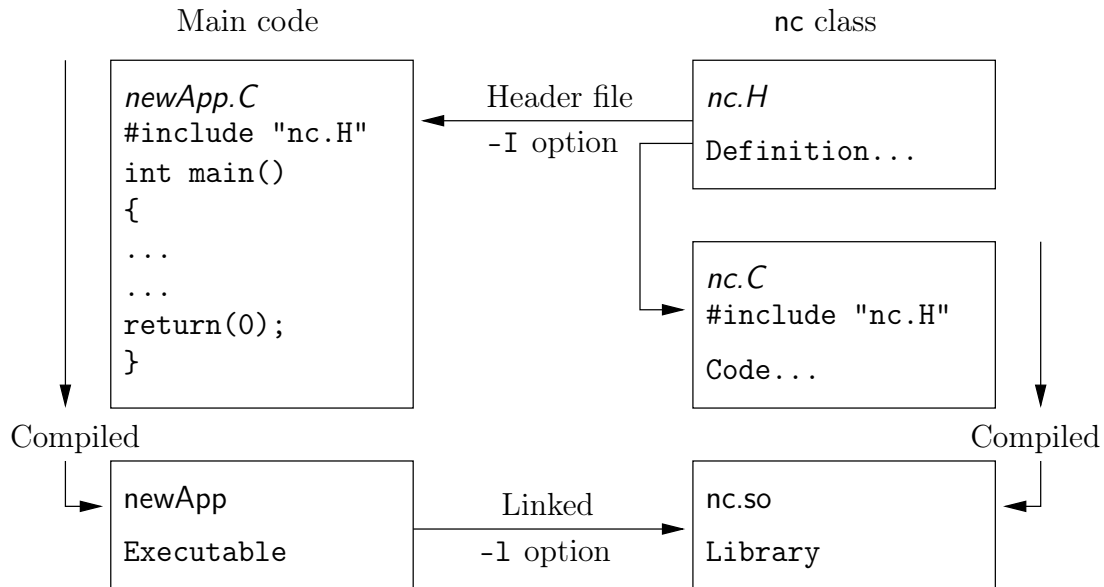 Main code
nc class
newApp.C
#include "nc.H"
int main()
{
...
...
return(0);
}
Header file
-I option
nc.H
Definition...
nc.C
#include "nc.H"
Code...
Compiled
Compiled
newApp
Executable
Linked
-l option
nc.so
Library